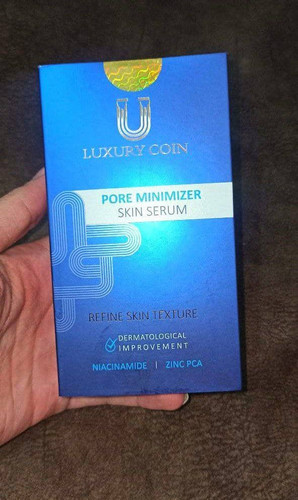 LUXURY COIN
PORE MINIMIZER
SKIN SERUM
REFINE SKIN TEXTURE
DERMATOLOGICAL
IMPROVEMENT
NIACINAMIDE | ZINC PCA